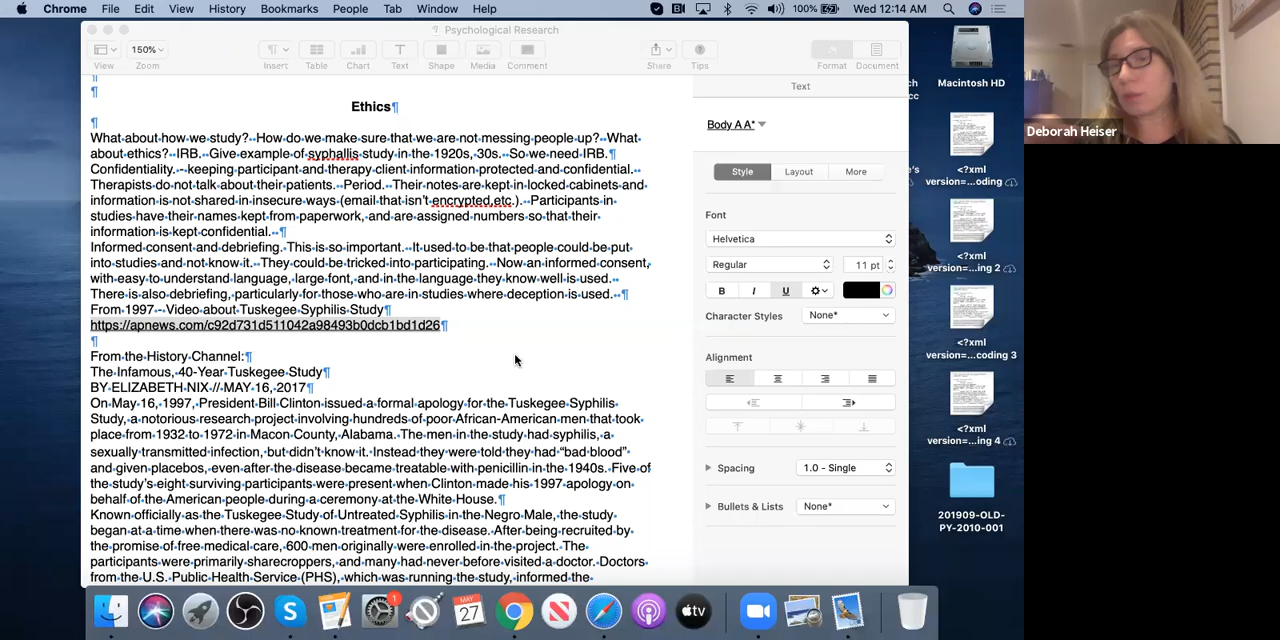 Chrome File Edit View History Bookmarks People Tab Window Help
100% Wed 12:14 AM
Psychological Research
150%
View Zoom Insert Table Chart Text Shape Media Comment Share Tips Format Document
Ethics
What about how we study? How do we make sure that we are not messing people up? What
about ethics? IRB. Give example of syphallis study in the 1920s, 30s. So we need IRB.
Confidentiality. - keeping participant and therapy client information protected and confidential.
Therapists do not talk about their patients. Period. Their notes are kept in locked cabinets and
information is not shared in insecure ways (email that isn't encrypted,etc.). Participants in
studies have their names kept from paperwork, and are assigned numbers so that their
information is kept confidential.
Informed consent and debriefing. This is so important. It used to be that people could be put
into studies and not know it. They could be tricked into participating. Now an informed consent,
with easy to understand language, large font, and in the language they know well is used.
There is also debriefing, particularly for those who are in studies where deception is used.
From 1997 - Video about Tuskegee Syphilis Study
From the History Channel:
The Infamous, 40-Year Tuskegee Study
BY ELIZABETH NIX // MAY 16, 2017
On May 16, 1997, President Bill Clinton issues a formal apology for the Tuskegee Syphilis
Study, a notorious research project involving hundreds of poor African-American men that took
place from 1932 to 1972 in Macon County, Alabama. The men in the study had syphilis, a
sexually transmitted infection, but didn't know it. Instead they were told they had “bad blood”
and given placebos, even after the disease became treatable with penicillin in the 1940s. Five of
the study's eight surviving participants were present when Clinton made his 1997 apology on
behalf of the American people during a ceremony at the White House.
Known officially as the Tuskegee Study of Untreated Syphilis in the Negro Male, the study
began at a time when there was no known treatment for the disease. After being recruited by
the promise of free medical care, 600 men originally were enrolled in the project. The
participants were primarily sharecroppers, and many had never before visited a doctor. Doctors
from the U.S. Public Health Service (PHS), which was running the study, informed the
Text
Body A A*
Style Layout More
Font
Helvetica
Regular 11 pt
B I U
Character Styles None*
Alignment
Spacing 1.0 - Single
Bullets & Lists None*
Macintosh HD
<?xml
version=...oding
<?xml
version=...ing 2
<?xml
version=...coding 3
<?xml
version=...ing 4
201909-OLD-
PY-2010-001
Deborah Heiser
1
MAY
27
tv